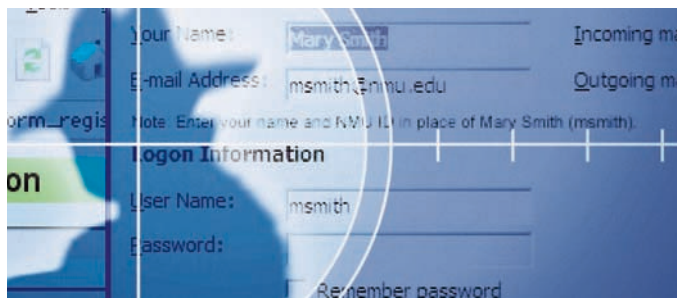 Tools
Your Name: Mary Smith Incoming ma
E-mail Address: msmith@nmu.edu Outgoing m
orm_regis Note: Enter your name and NMU ID in place of Mary Smith (msmith).
Logon Information
on
User Name: msmith
Password:
Remember password